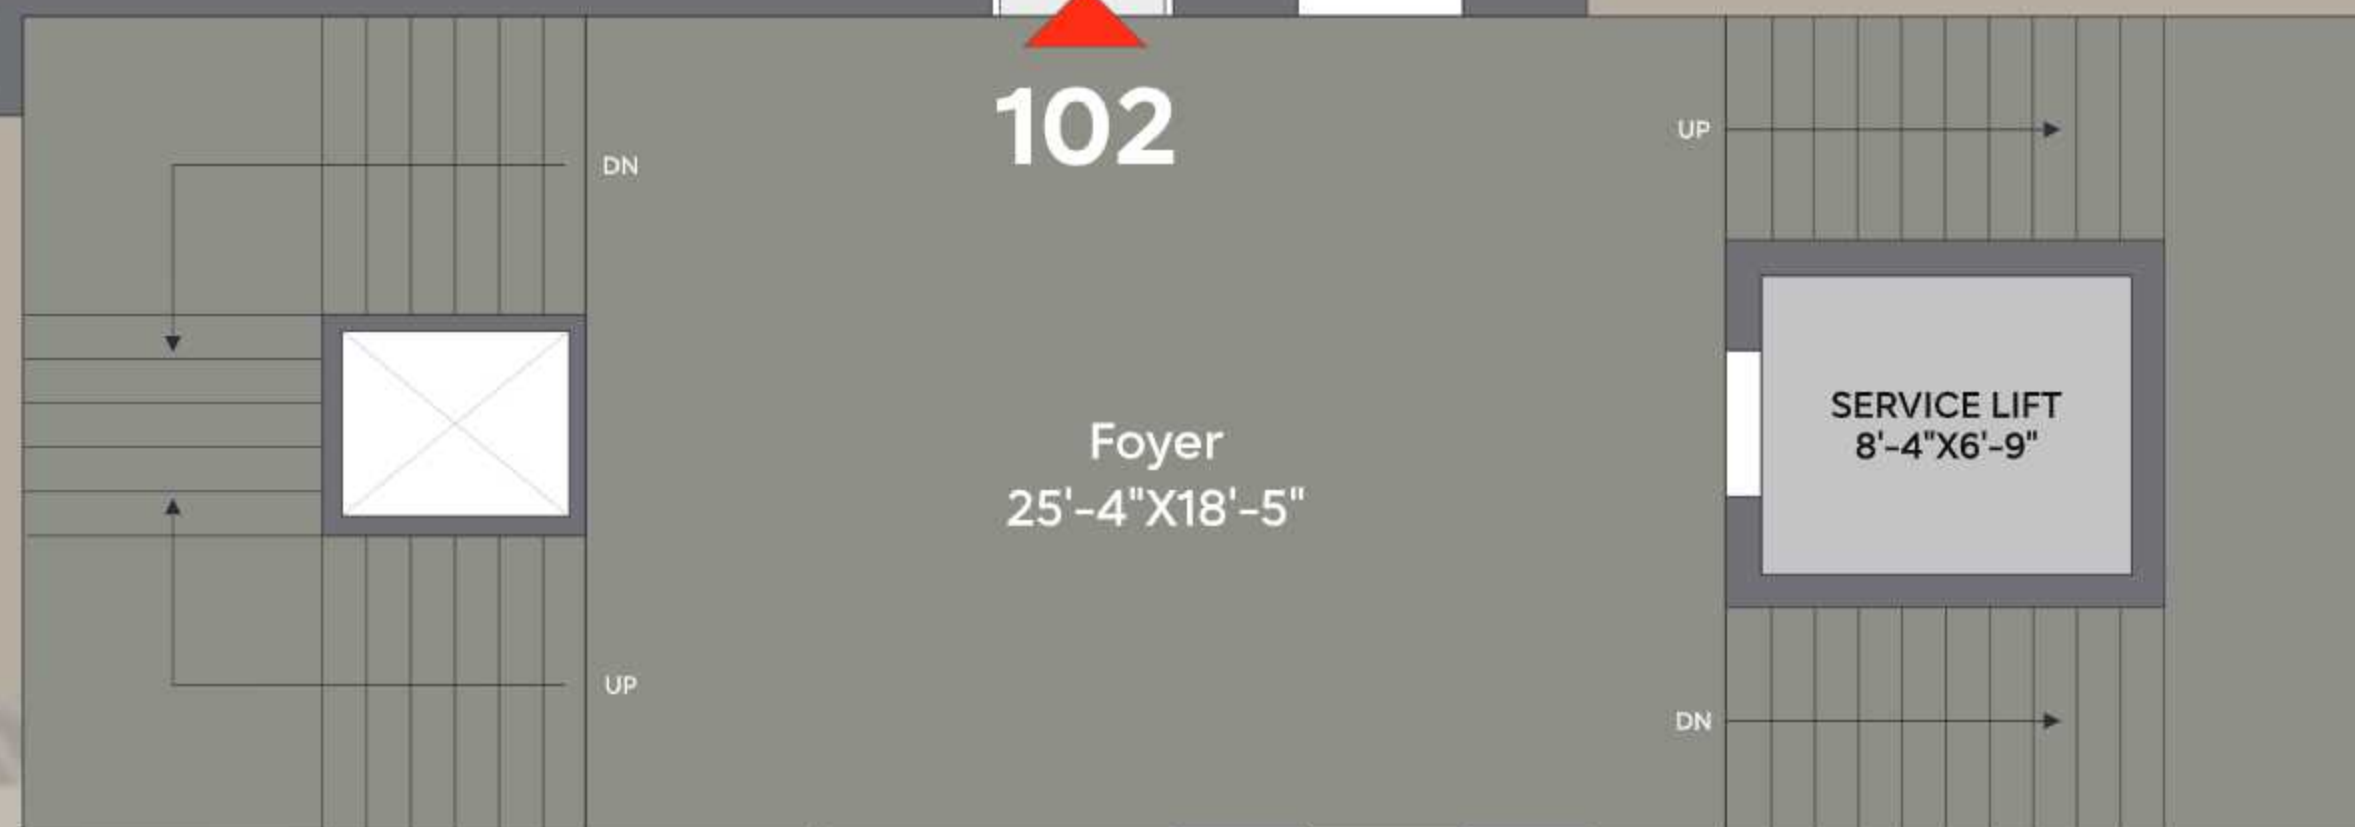 102
UP
DN
SERVICE LIFT
8'-4"X6'-9"
Foyer
25'-4"X18'-5"
UP
DN